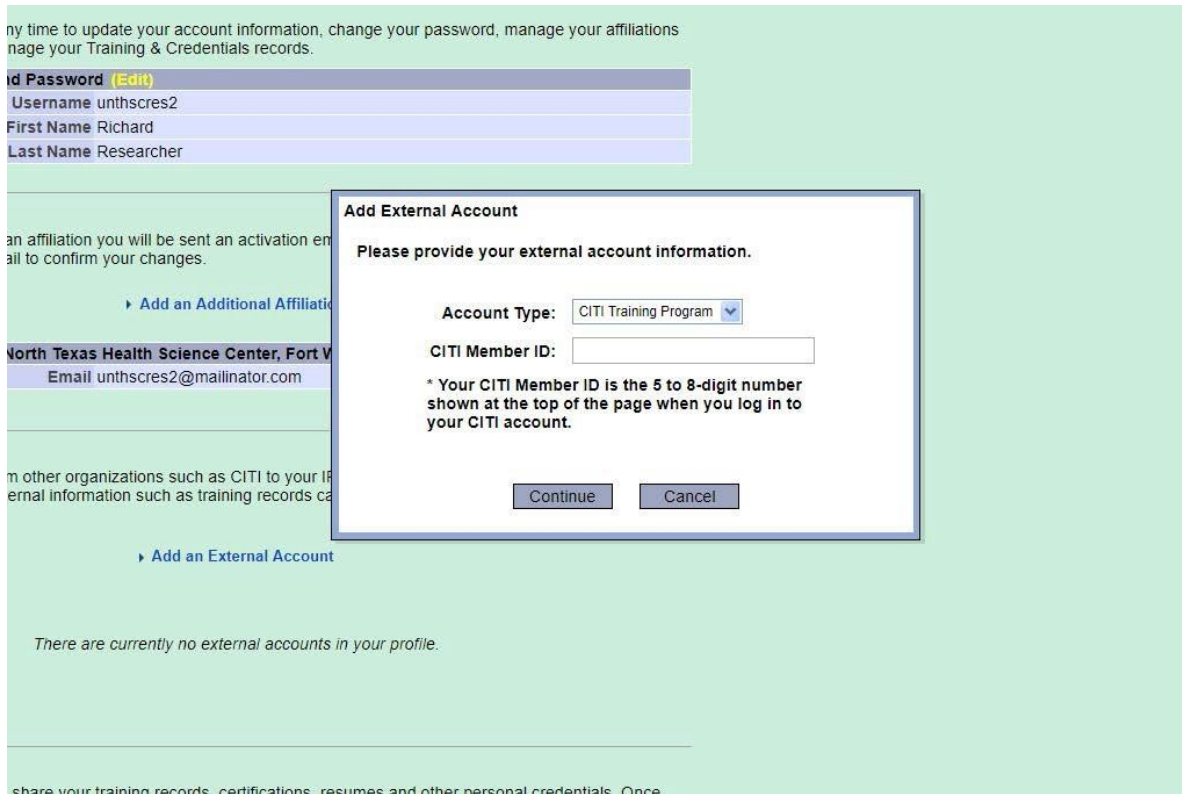 ny time to update your account information, change your password, manage your affiliations
nage your Training & Credentials records.
nd Password (Edit)
Username unthscres2
First Name Richard
Last Name Researcher
an affiliation you will be sent an activation em
ail to confirm your changes.
Add an Additional Affiliatio
North Texas Health Science Center, Fort W
Email unthscres2@mailinator.com
m other organizations such as CITI to your IR
ernal information such as training records ca
Add an External Account
There are currently no external accounts in your profile.
share your training records, certifications, resumes and other personal credentials. Once
Add External Account
Please provide your external account information.
Account Type: CITI Training Program
CITI Member ID:
* Your CITI Member ID is the 5 to 8-digit number
shown at the top of the page when you log in to
your CITI account.
Continue Cancel